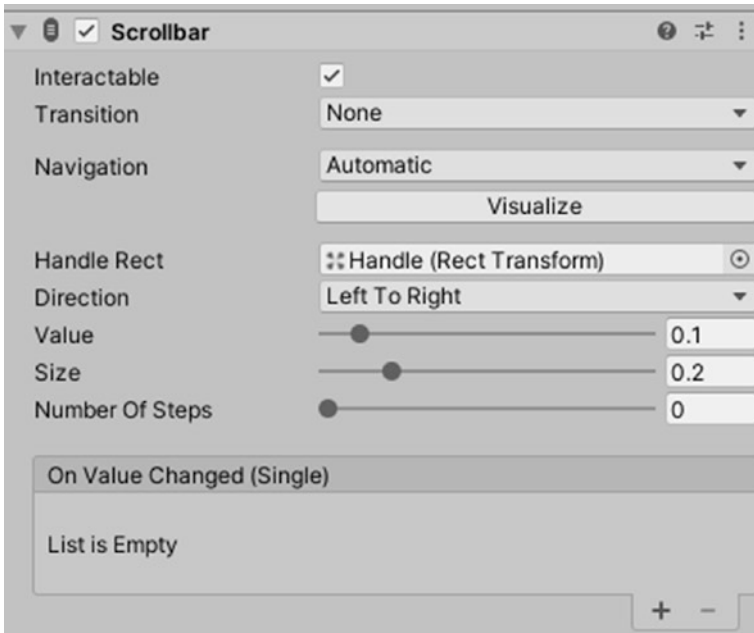 Scrollbar
Interactable
Transition None
Navigation Automatic
Visualize
Handle Rect Handle (Rect Transform)
Direction Left To Right
Value 0.1
Size 0.2
Number Of Steps 0
On Value Changed (Single)
List is Empty